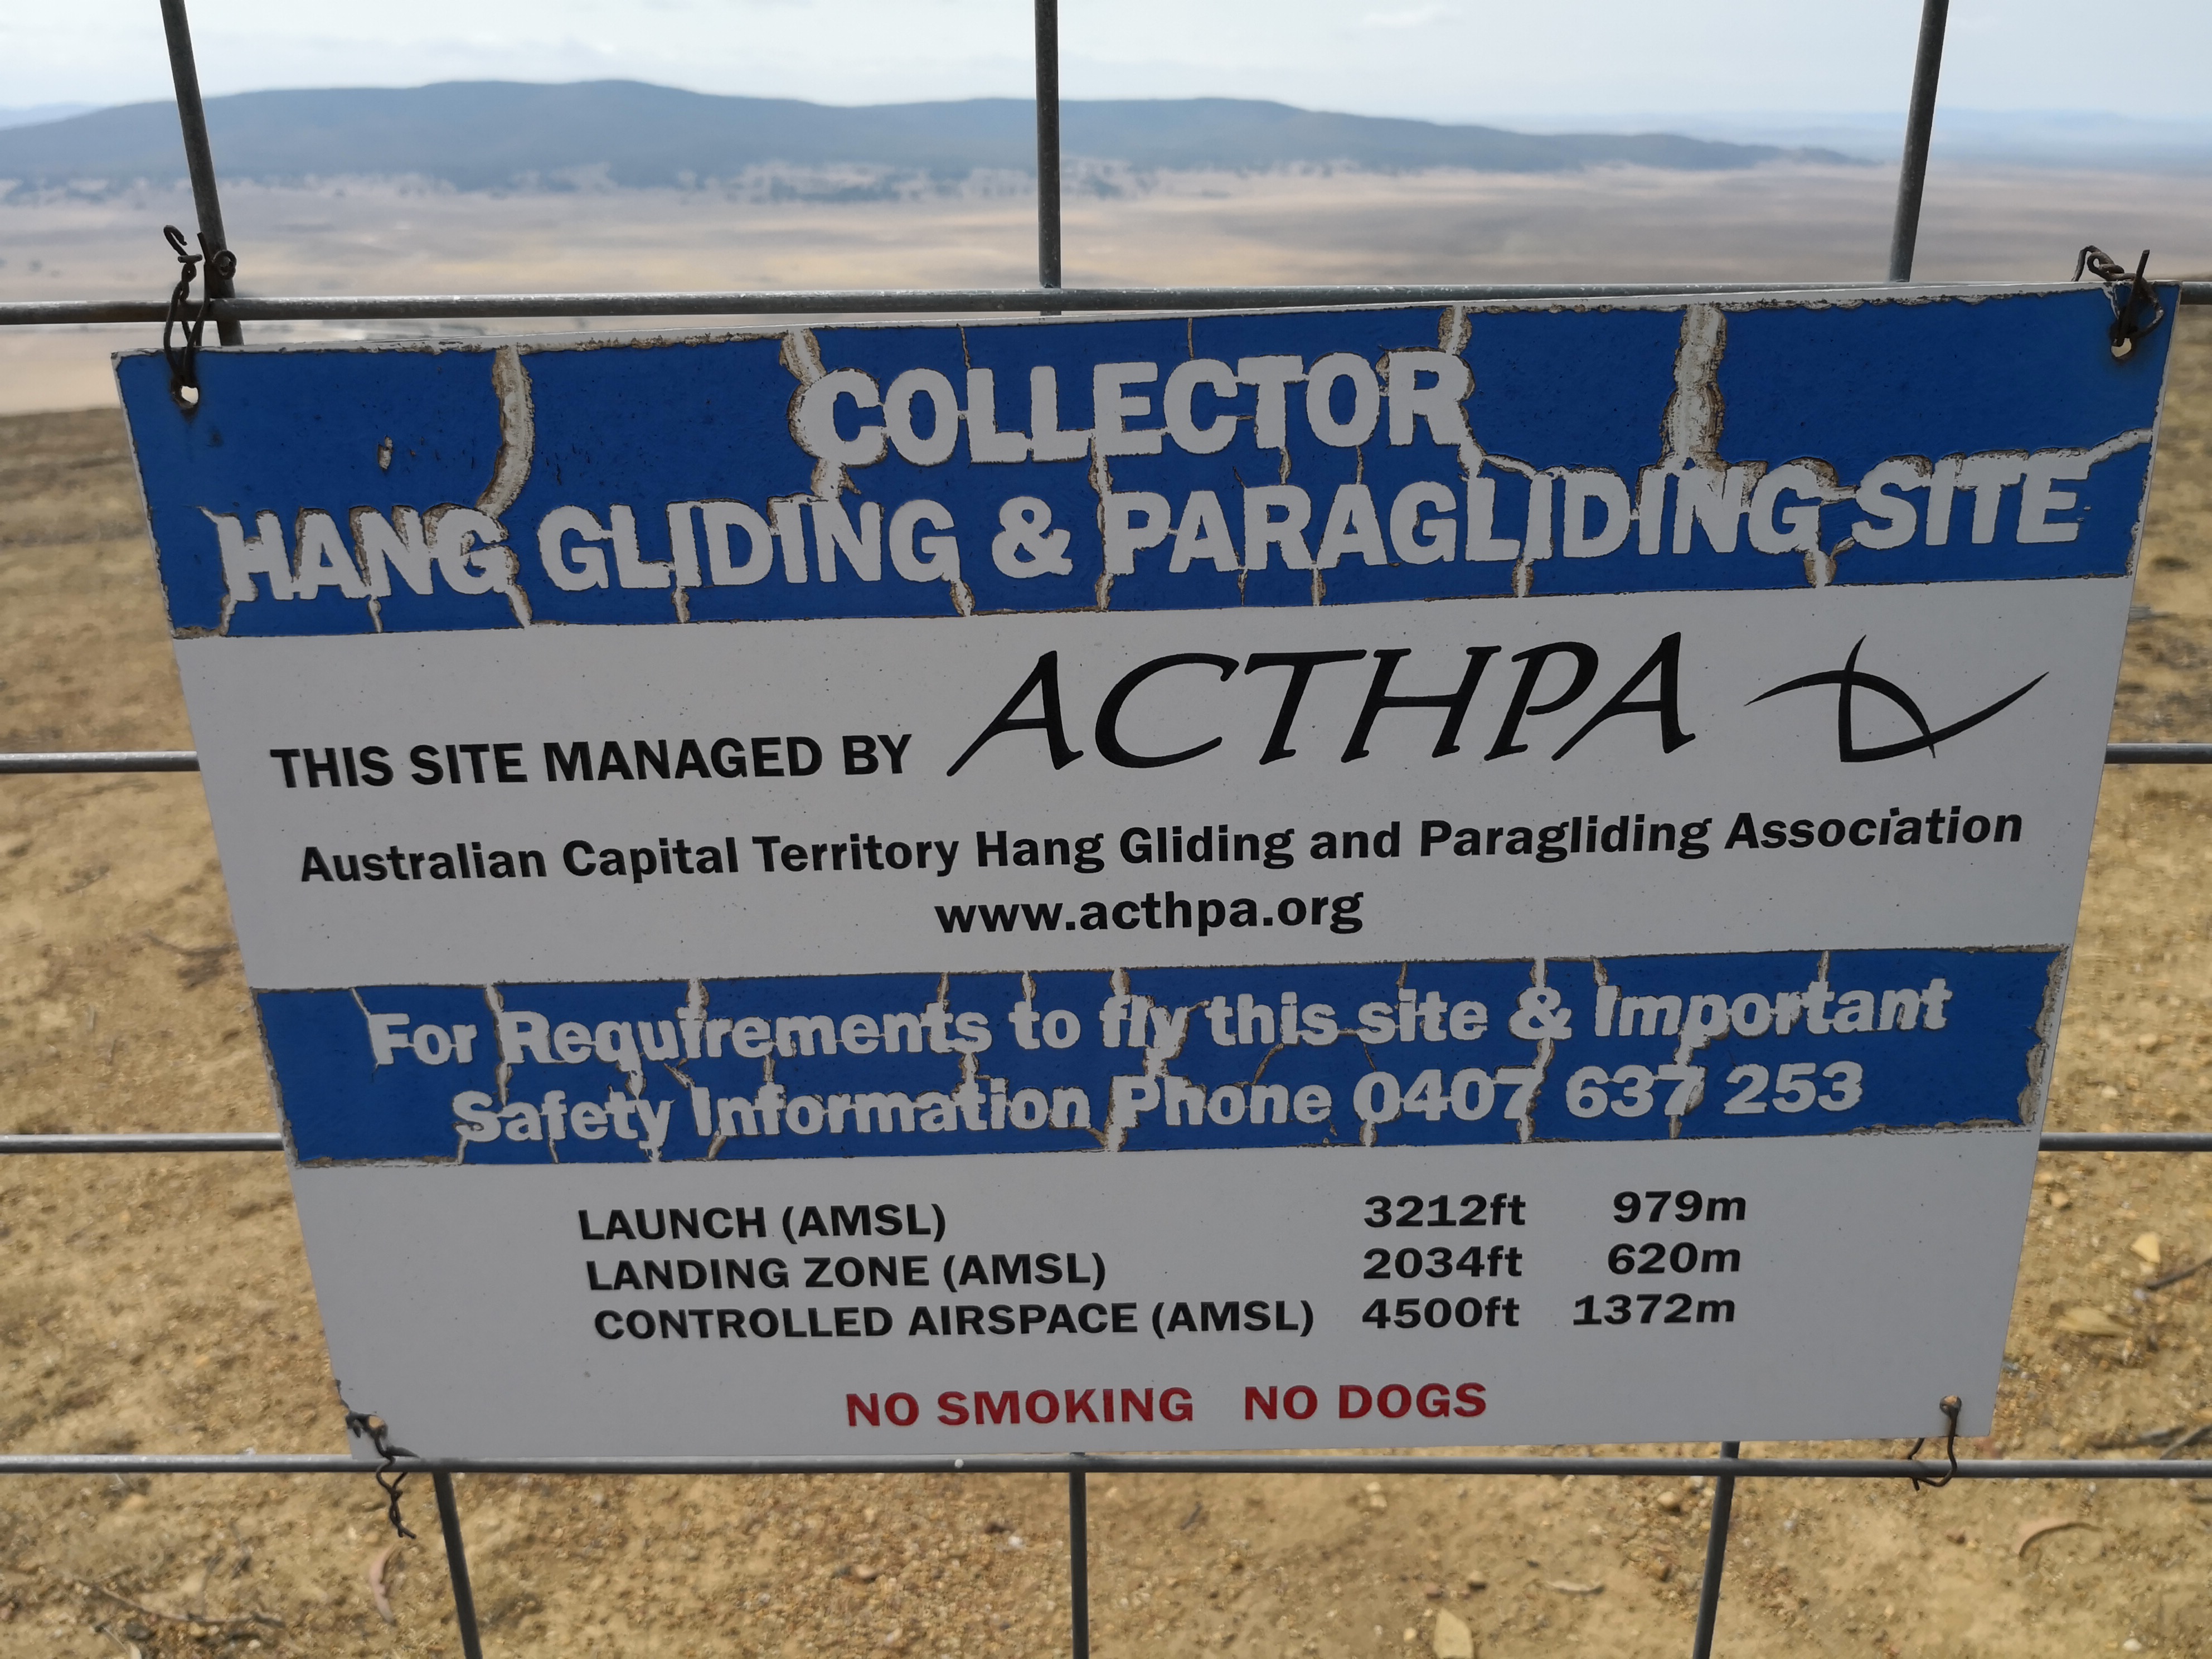 COLLECTOR
HANG GLIDING & PARAGLIDING SITE
THIS SITE MANAGED BY ACTHPA
Australian Capital Territory Hang Gliding and Paragliding Association
www.acthpa.org
For Requirements to fly this site & Important
Safety Information Phone 0407 637 253
LAUNCH (AMSL) 3212ft 979m
LANDING ZONE (AMSL) 2034ft 620m
CONTROLLED AIRSPACE (AMSL) 4500ft 1372m
NO SMOKING NO DOGS